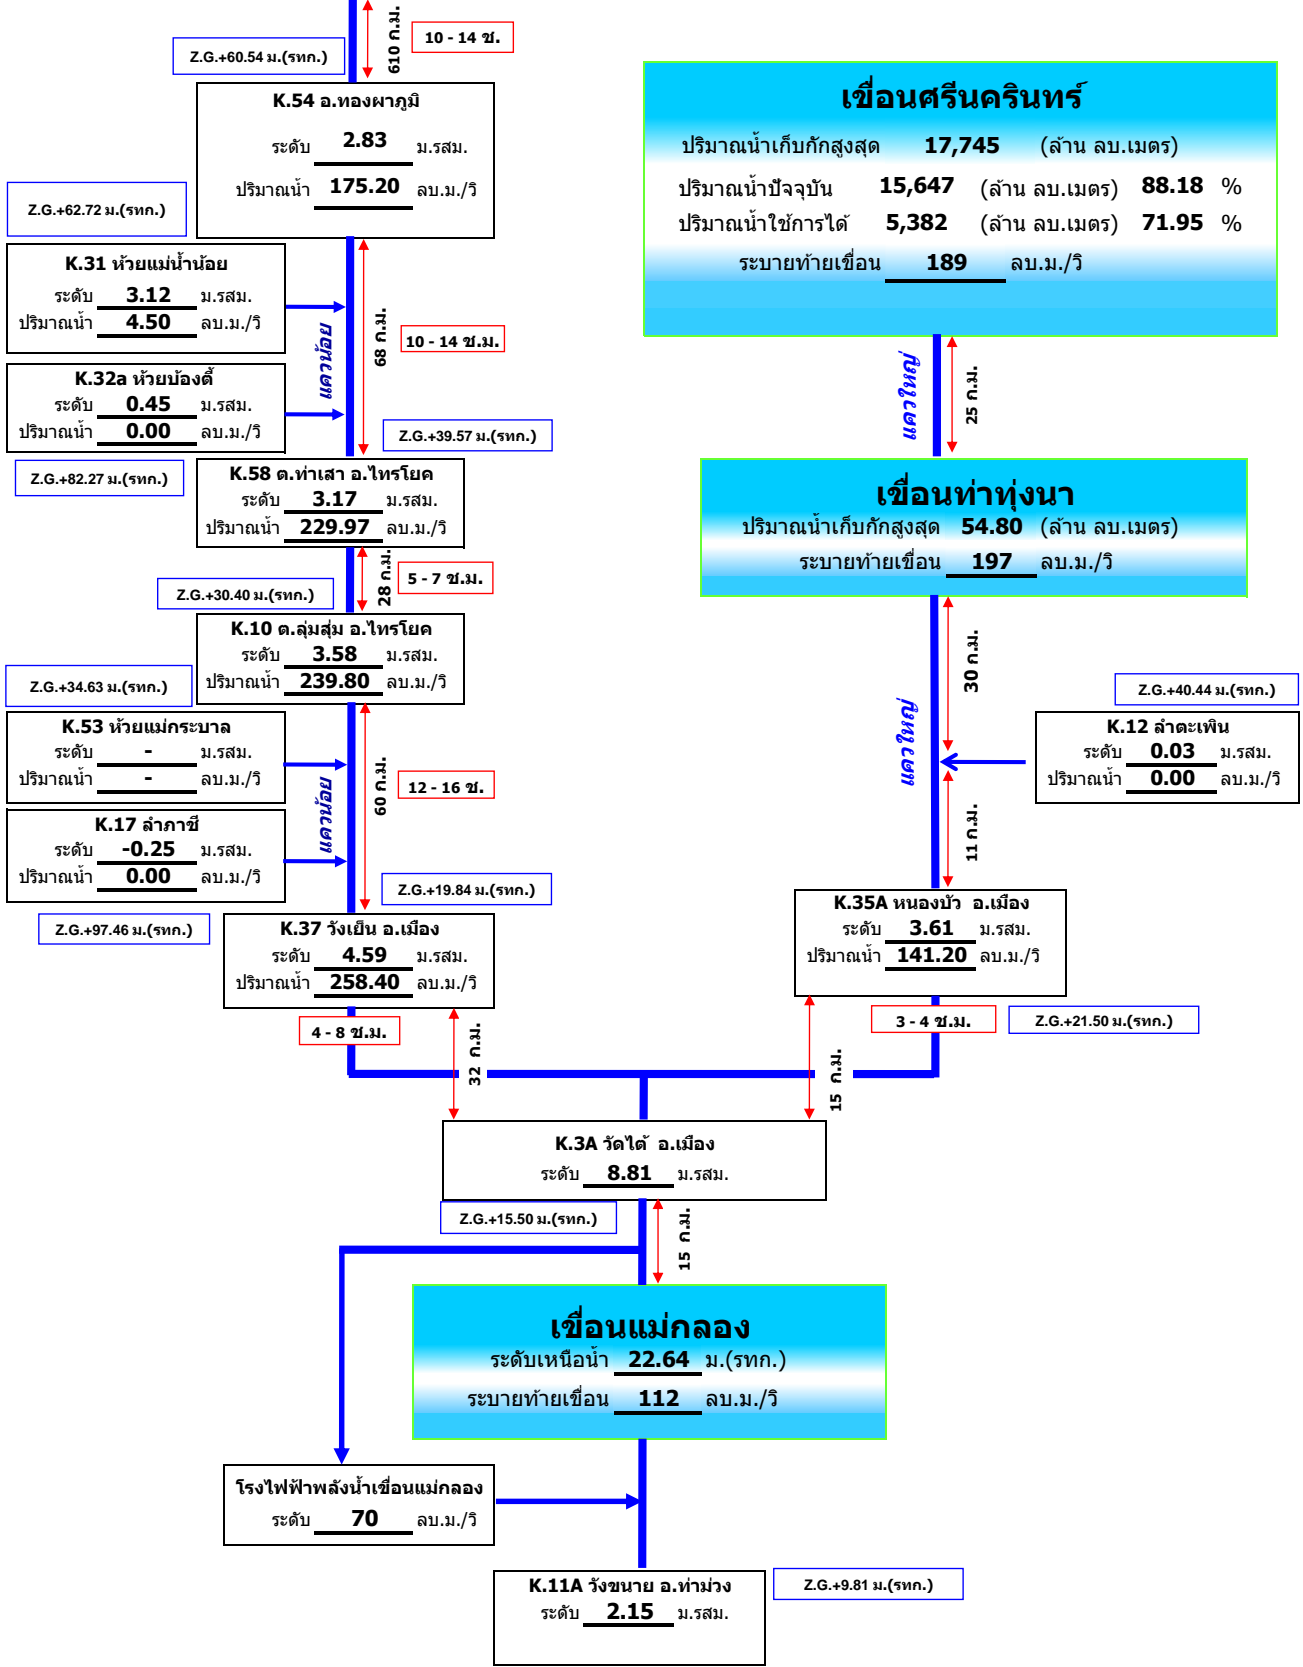 610 ก.ม.
10 - 14 ช.
Z.G.+60.54 ม.(รทก.)
K.54 อ.ทองผาภูมิ
ระดับ 2.83 ม.รสม.
ปริมาณน้ำ 175.20 ลบ.ม./วิ
เขื่อนศรีนครินทร์
ปริมาณน้ำเก็บกักสูงสุด 17,745 (ล้าน ลบ.เมตร)
ปริมาณน้ำปัจจุบัน 15,647 (ล้าน ลบ.เมตร) 88.18 %
ปริมาณน้ำใช้การได้ 5,382 (ล้าน ลบ.เมตร) 71.95 %
ระบายท้ายเขื่อน 189 ลบ.ม./วิ
Z.G.+62.72 ม.(รทก.)
K.31 ห้วยแม่น้ำน้อย
ระดับ 3.12 ม.รสม.
ปริมาณน้ำ 4.50 ลบ.ม./วิ
แควน้อย
68 ก.ม.
10 - 14 ช.ม.
K.32a ห้วยบ้องตี้
ระดับ 0.45 ม.รสม.
ปริมาณน้ำ 0.00 ลบ.ม./วิ
Z.G.+82.27 ม.(รทก.)
Z.G.+39.57 ม.(รทก.)
แควใหญ่
25 ก.ม.
K.58 ต.ท่าเสา อ.ไทรโยค
ระดับ 3.17 ม.รสม.
ปริมาณน้ำ 229.97 ลบ.ม./วิ
เขื่อนท่าทุ่งนา
ปริมาณน้ำเก็บกักสูงสุด 54.80 (ล้าน ลบ.เมตร)
ระบายท้ายเขื่อน 197 ลบ.ม./วิ
28 ก.ม.
5 - 7 ช.ม.
Z.G.+30.40 ม.(รทก.)
K.10 ต.ลุ่มสุ่ม อ.ไทรโยค
ระดับ 3.58 ม.รสม.
ปริมาณน้ำ 239.80 ลบ.ม./วิ
Z.G.+34.63 ม.(รทก.)
K.53 ห้วยแม่กระบาล
ระดับ - ม.รสม.
ปริมาณน้ำ - ลบ.ม./วิ
แควน้อย
60 ก.ม.
12 - 16 ช.
K.17 ลำภาชี
ระดับ -0.25 ม.รสม.
ปริมาณน้ำ 0.00 ลบ.ม./วิ
Z.G.+97.46 ม.(รทก.)
Z.G.+19.84 ม.(รทก.)
30 ก.ม.
แควใหญ่
Z.G.+40.44 ม.(รทก.)
K.12 ลำตะเพิน
ระดับ 0.03 ม.รสม.
ปริมาณน้ำ 0.00 ลบ.ม./วิ
11 ก.ม.
K.37 วังเย็น อ.เมือง
ระดับ 4.59 ม.รสม.
ปริมาณน้ำ 258.40 ลบ.ม./วิ
K.35A หนองบัว อ.เมือง
ระดับ 3.61 ม.รสม.
ปริมาณน้ำ 141.20 ลบ.ม./วิ
4 - 8 ช.ม.
32 ก.ม.
15 ก.ม.
3 - 4 ช.ม.
Z.G.+21.50 ม.(รทก.)
K.3A วัดไต้ อ.เมือง
ระดับ 8.81 ม.รสม.
Z.G.+15.50 ม.(รทก.)
15 ก.ม.
เขื่อนแม่กลอง
ระดับเหนือน้ำ 22.64 ม.(รทก.)
ระบายท้ายเขื่อน 112 ลบ.ม./วิ
โรงไฟฟ้าพลังน้ำเขื่อนแม่กลอง
ระดับ 70 ลบ.ม./วิ
K.11A วังขนาย อ.ท่าม่วง
ระดับ 2.15 ม.รสม.
Z.G.+9.81 ม.(รทก.)